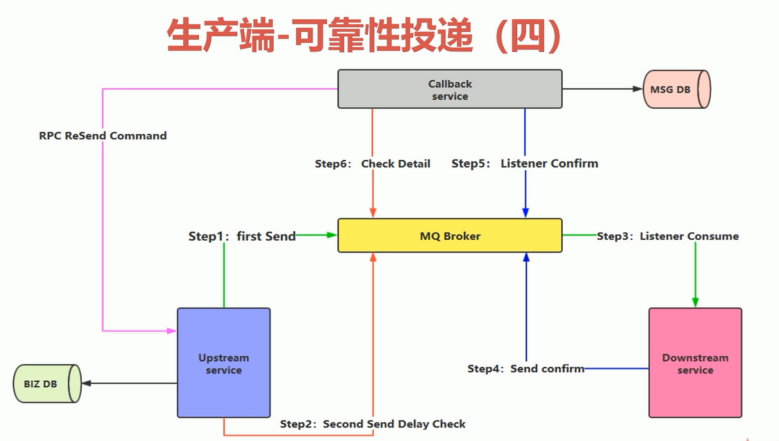 生产端-可靠性投递（四）
Callback
service
MSG DB
RPC ReSend Command
Step6： Check Detail
Step5： Listener Confirm
Step1：first Send
MQ Broker
Step3：Listener Consume
Upstream
service
Downstream
service
Step4：Send confirm
BIZ DB
Step2：Second Send Delay Check